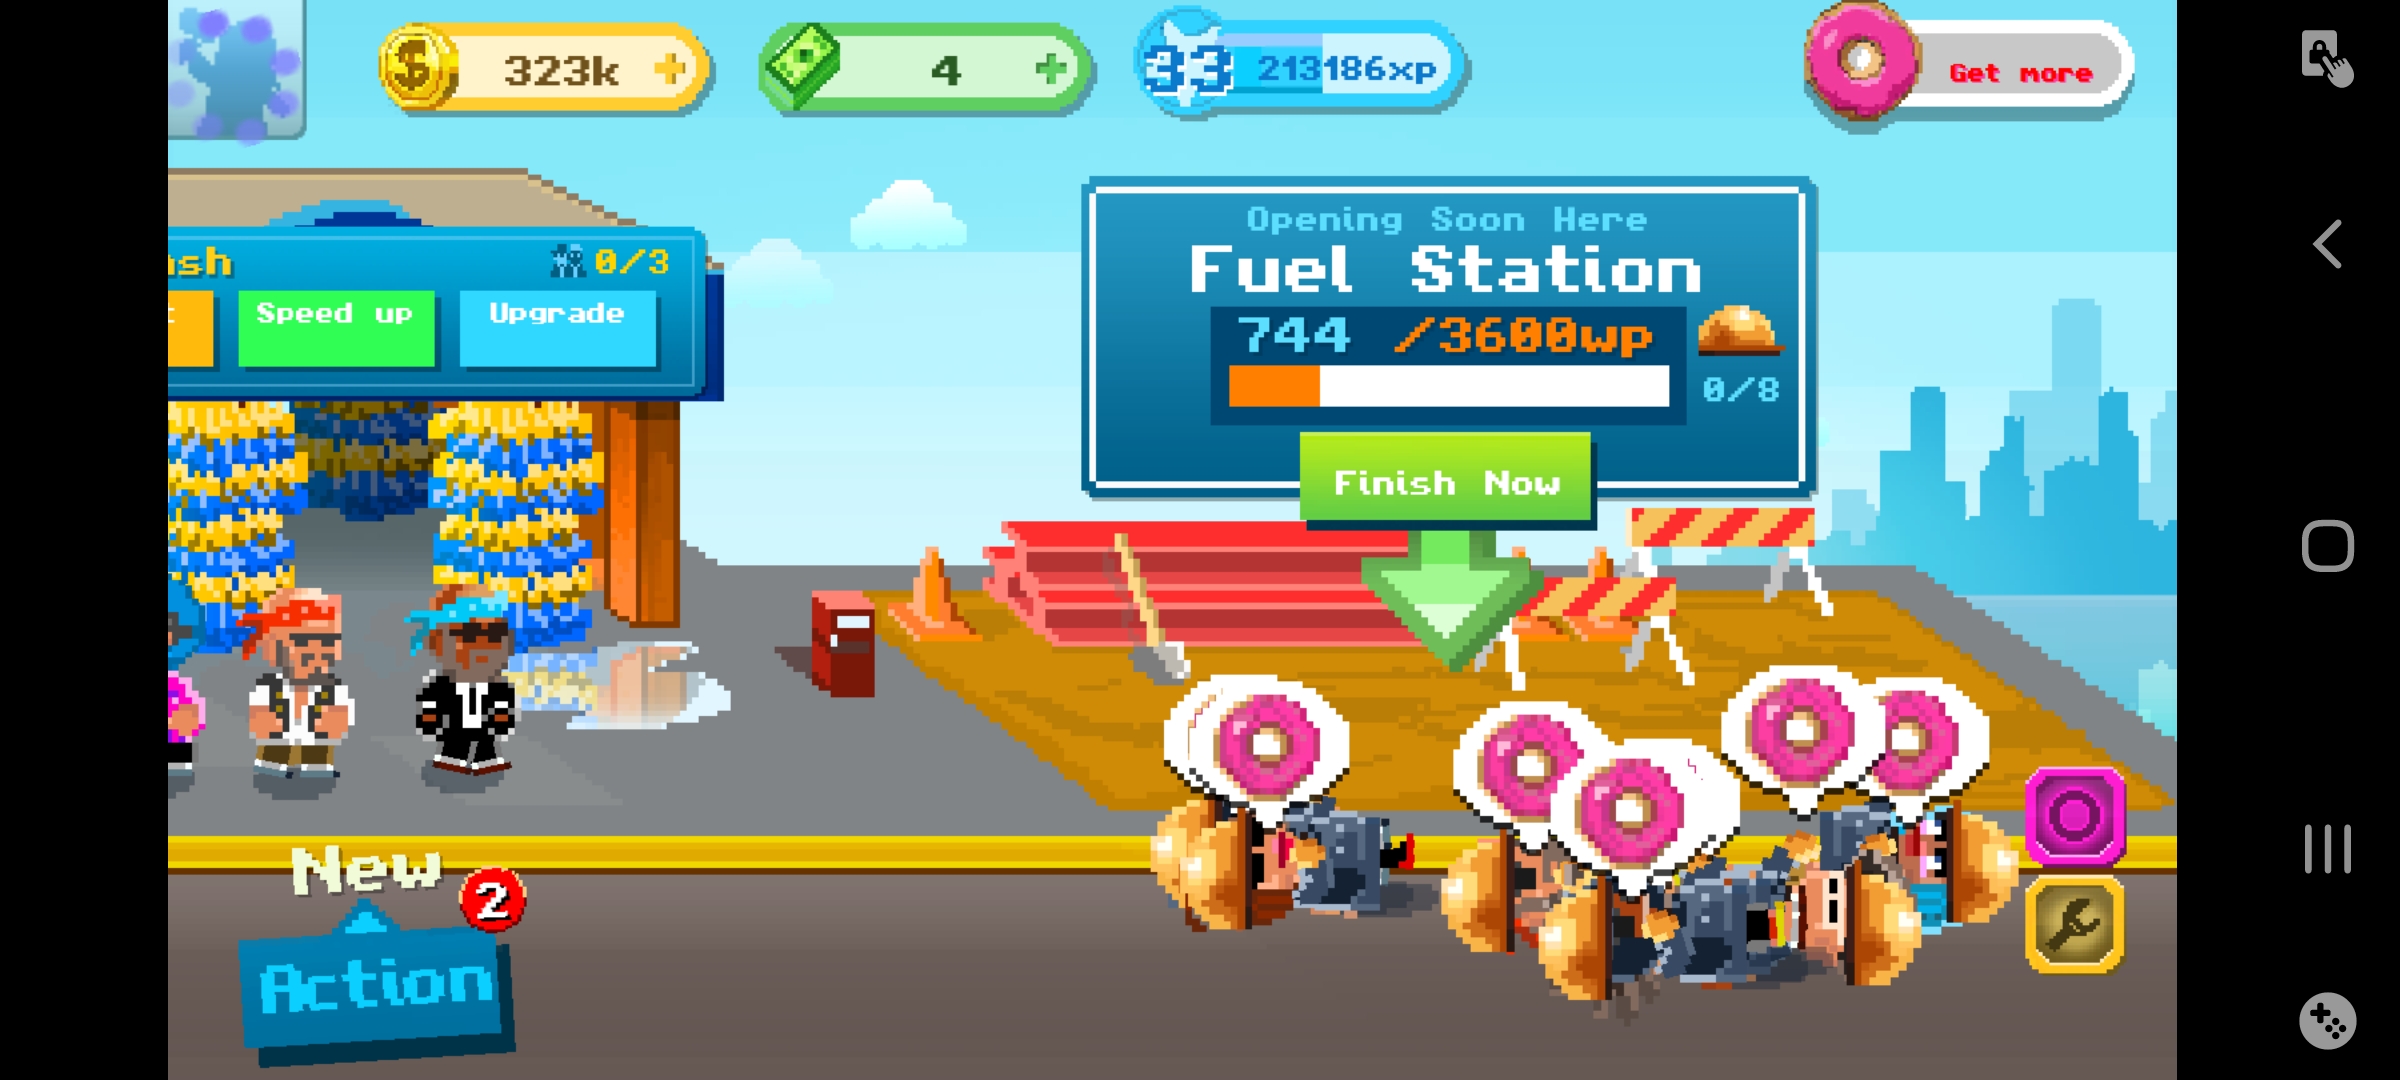 323k
4
33
213186xp
Get more
Opening Soon Here
Fuel Station
744 /3600wp
0/8
Finish Now
0/3
Speed up
Upgrade
New
2
Action